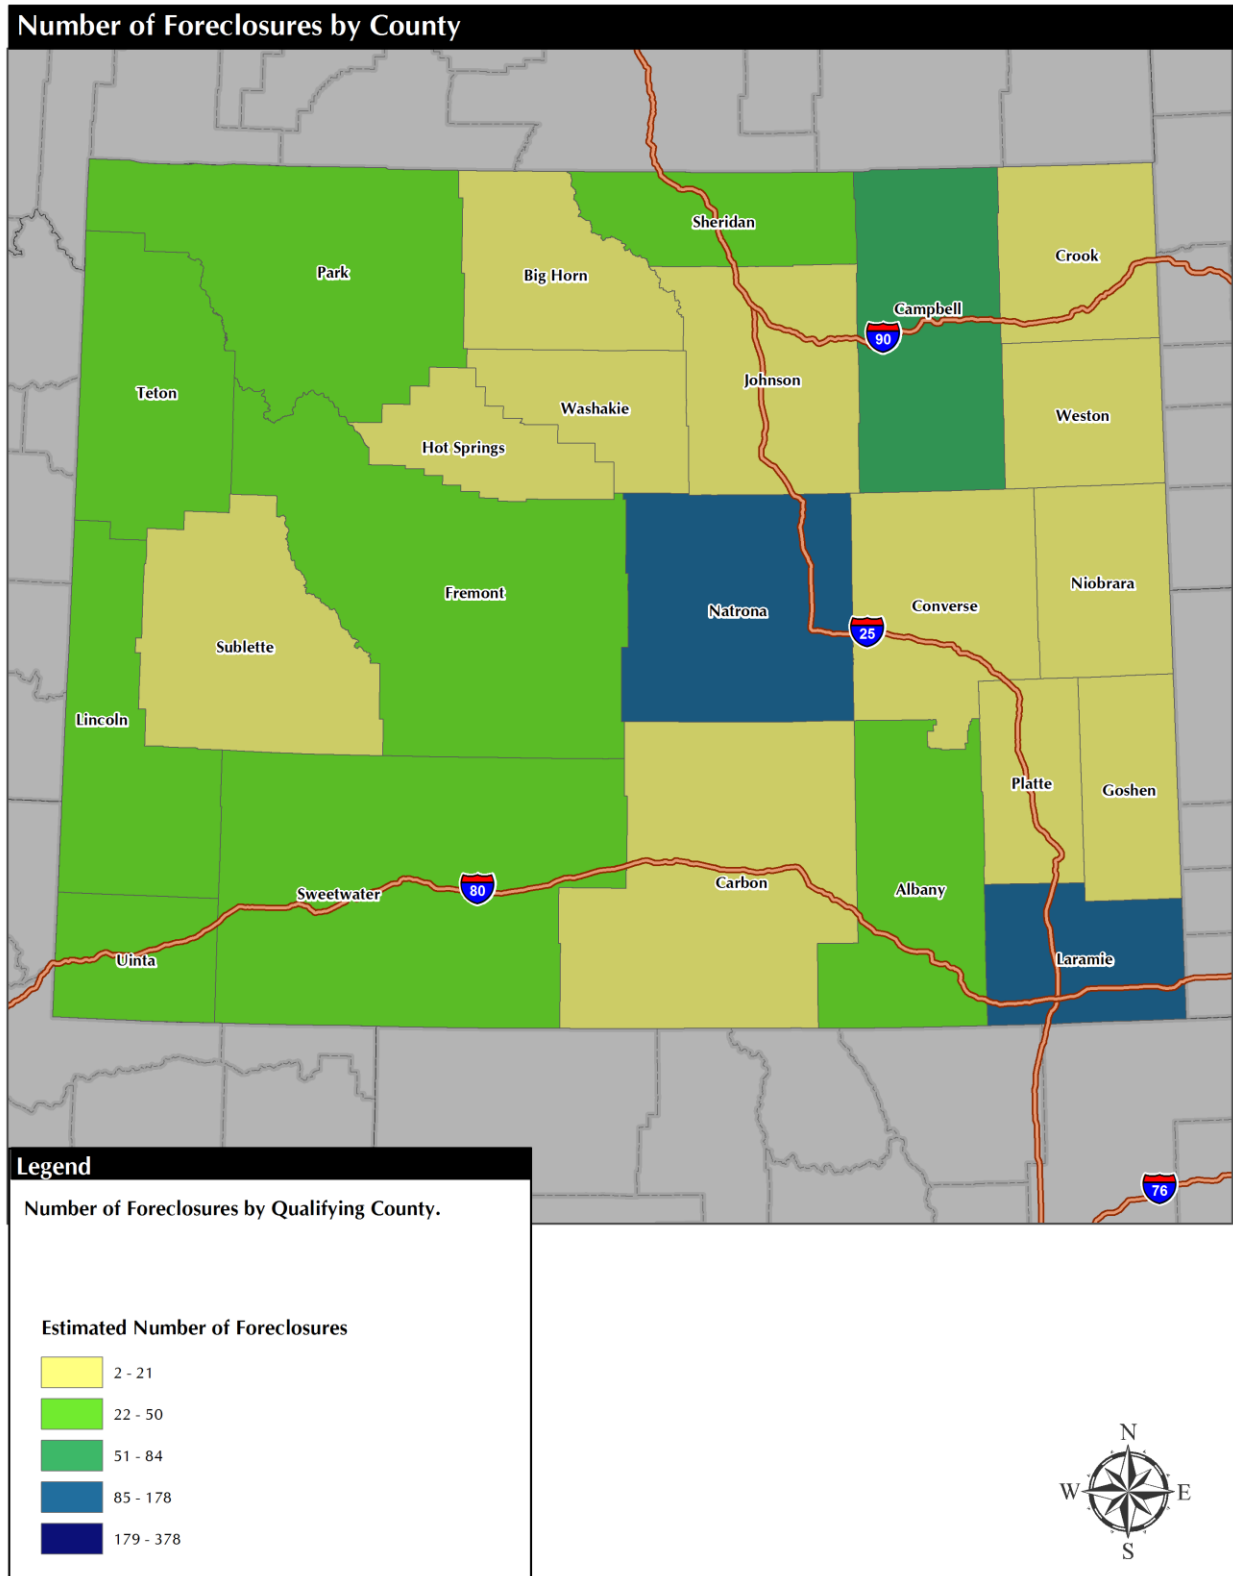 Number of Foreclosures by County
Sheridan
Park
Big Horn
Crook
Campbell
90
Johnson
Teton
Washakie
Weston
Hot Springs
Fremont
Niobrara
Natrona
Converse
25
Sublette
Lincoln
Platte
Goshen
Carbon
Albany
80
Sweetwater
Uinta
Laramie
76
Legend
Number of Foreclosures by Qualifying County.
Estimated Number of Foreclosures
2 - 21
22 - 50
51 - 84
85 - 178
179 - 378
N
W E
S